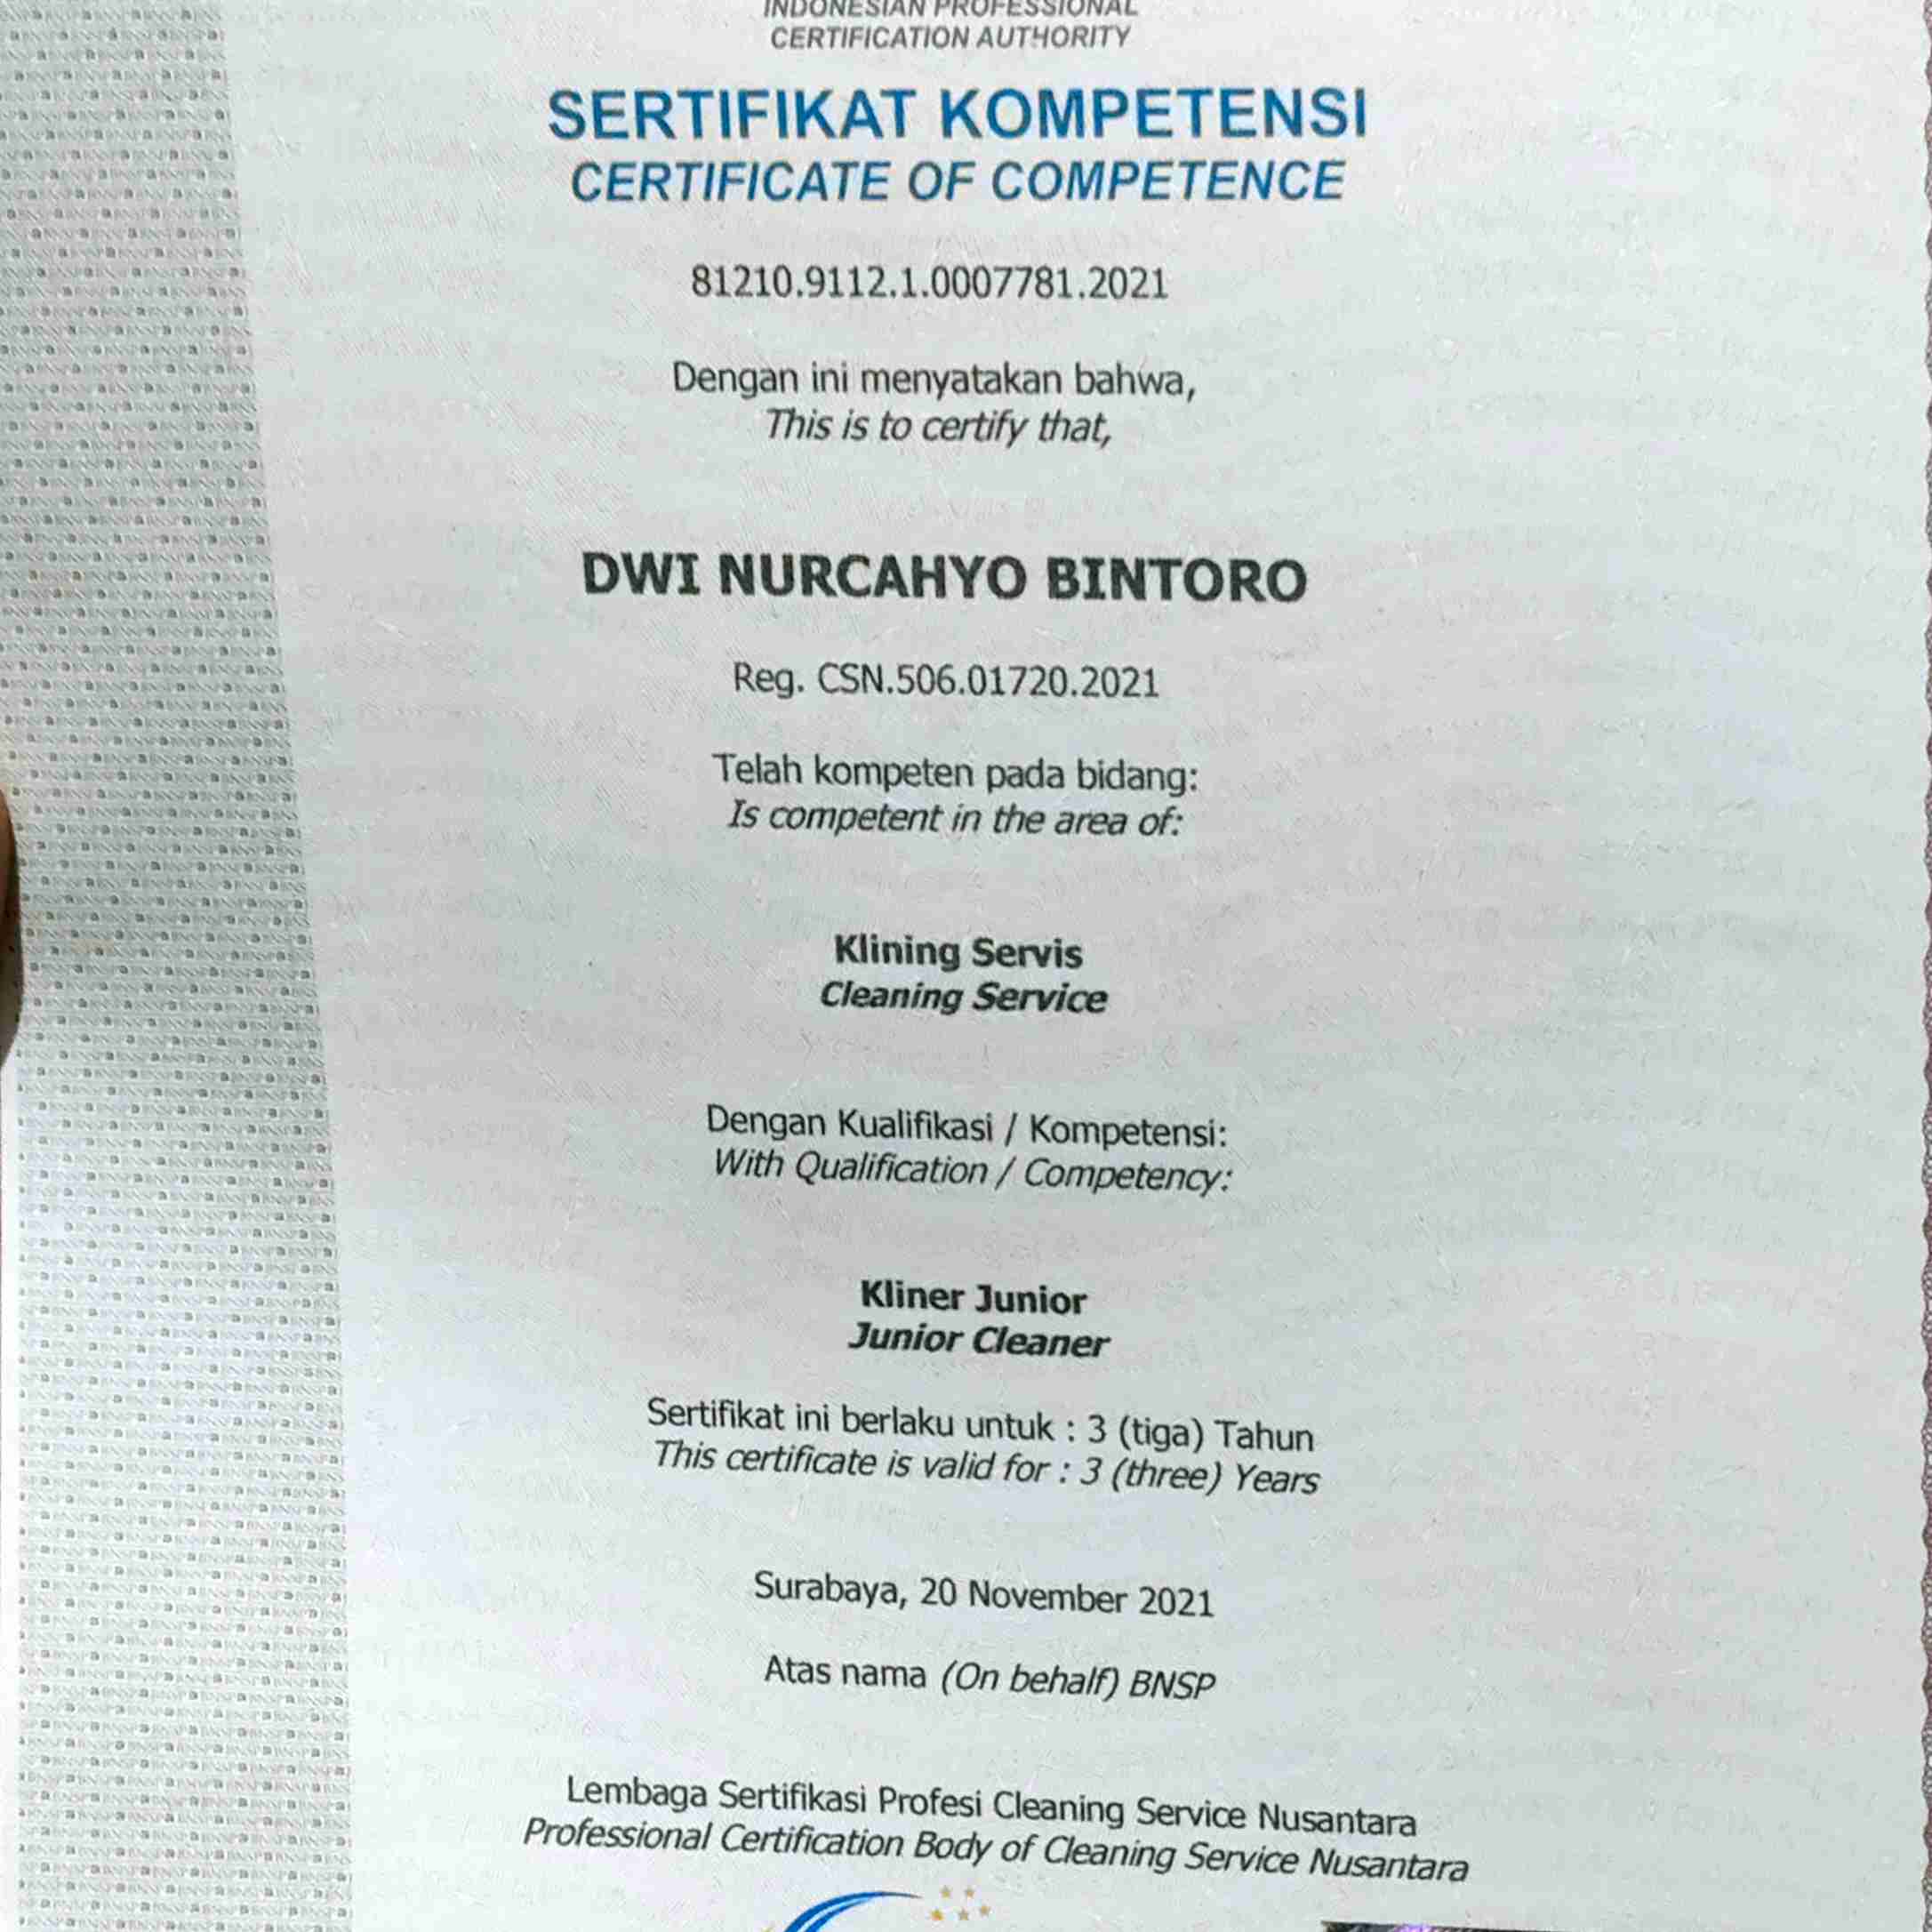 INDONESIAN PROFESSIONAL
CERTIFICATION AUTHORITY
SERTIFIKAT KOMPETENSI
CERTIFICATE OF COMPETENCE
81210.9112.1.0007781.2021
Dengan ini menyatakan bahwa,
This is to certify that,
DWI NURCAHYO BINTORO
Reg. CSN.506.01720.2021
Telah kompeten pada bidang:
Is competent in the area of:
Klining Servis
Cleaning Service
Dengan Kualifikasi / Kompetensi:
With Qualification / Competency:
Kliner Junior
Junior Cleaner
Sertifikat ini berlaku untuk : 3 (tiga) Tahun
This certificate is valid for : 3 (three) Years
Surabaya, 20 November 2021
Atas nama (On behalf) BNSP
Lembaga Sertifikasi Profesi Cleaning Service Nusantara
Professional Certification Body of Cleaning Service Nusantara